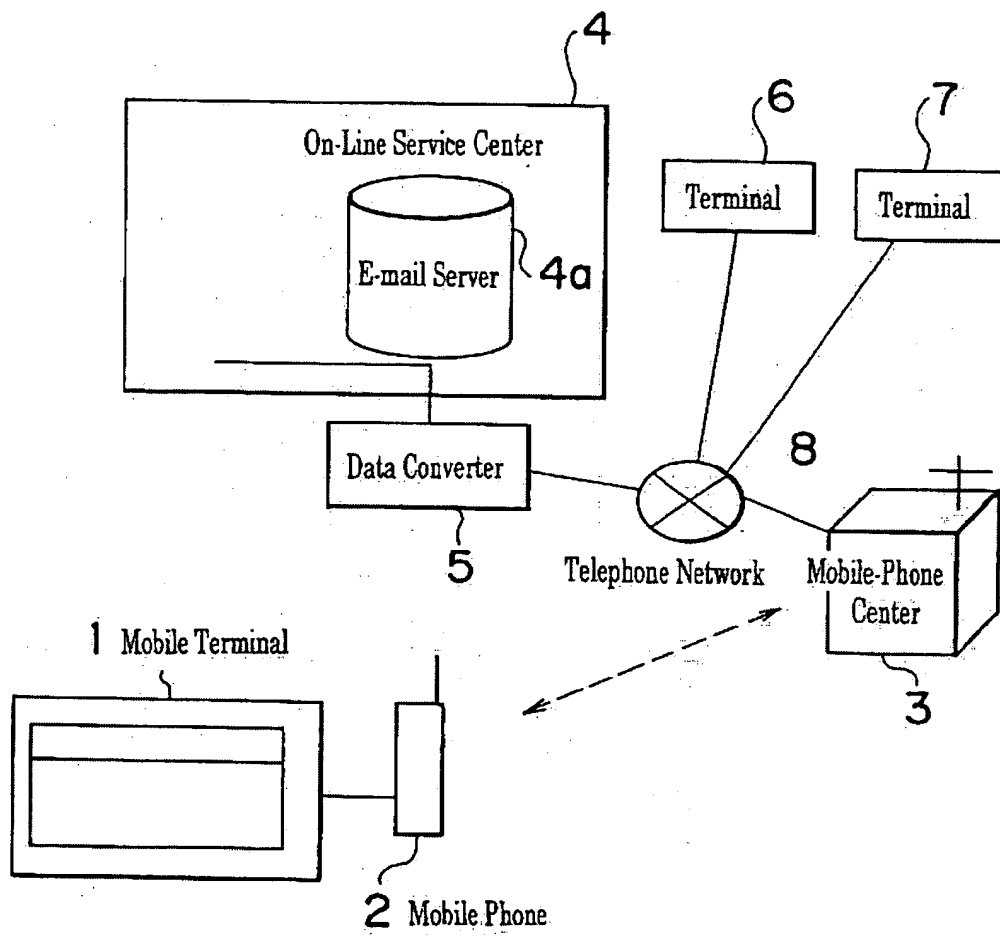 4
6
7
On-Line Service Center
Terminal
Terminal
E-mail Server
4a
8
Data Converter
5
Telephone Network
Mobile-Phone
Center
3
1 Mobile Terminal
2 Mobile Phone